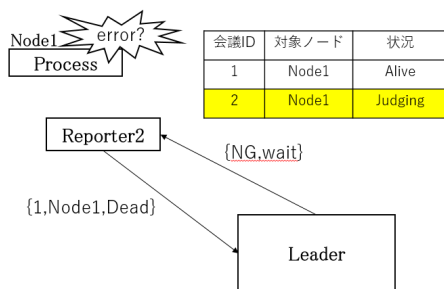 Node1
error?
Process
会議ID 対象ノード 状況
1 Node1 Alive
2 Node1 Judging
Reporter2
{NG,wait}
{1,Node1,Dead}
Leader